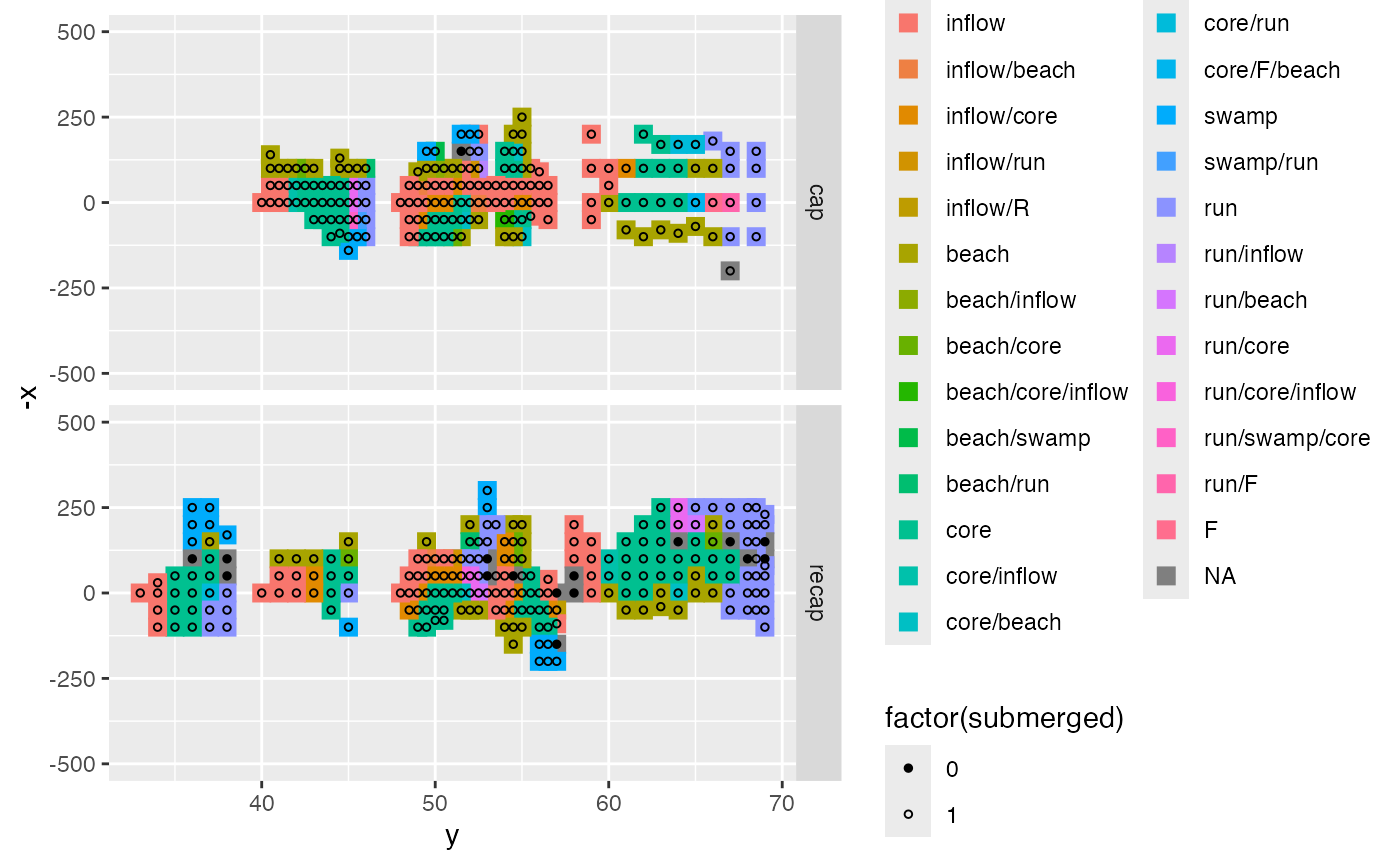 500
250
0
-250
-500
cap
500
250
0
-250
-500
recap
40
50
60
70
y
-x
inflow
inflow/beach
inflow/core
inflow/run
inflow/R
beach
beach/inflow
beach/core
beach/core/inflow
beach/swamp
beach/run
core
core/inflow
core/beach
core/run
core/F/beach
swamp
swamp/run
run
run/inflow
run/beach
run/core
run/core/inflow
run/swamp/core
run/F
F
NA
factor(submerged)
0
1